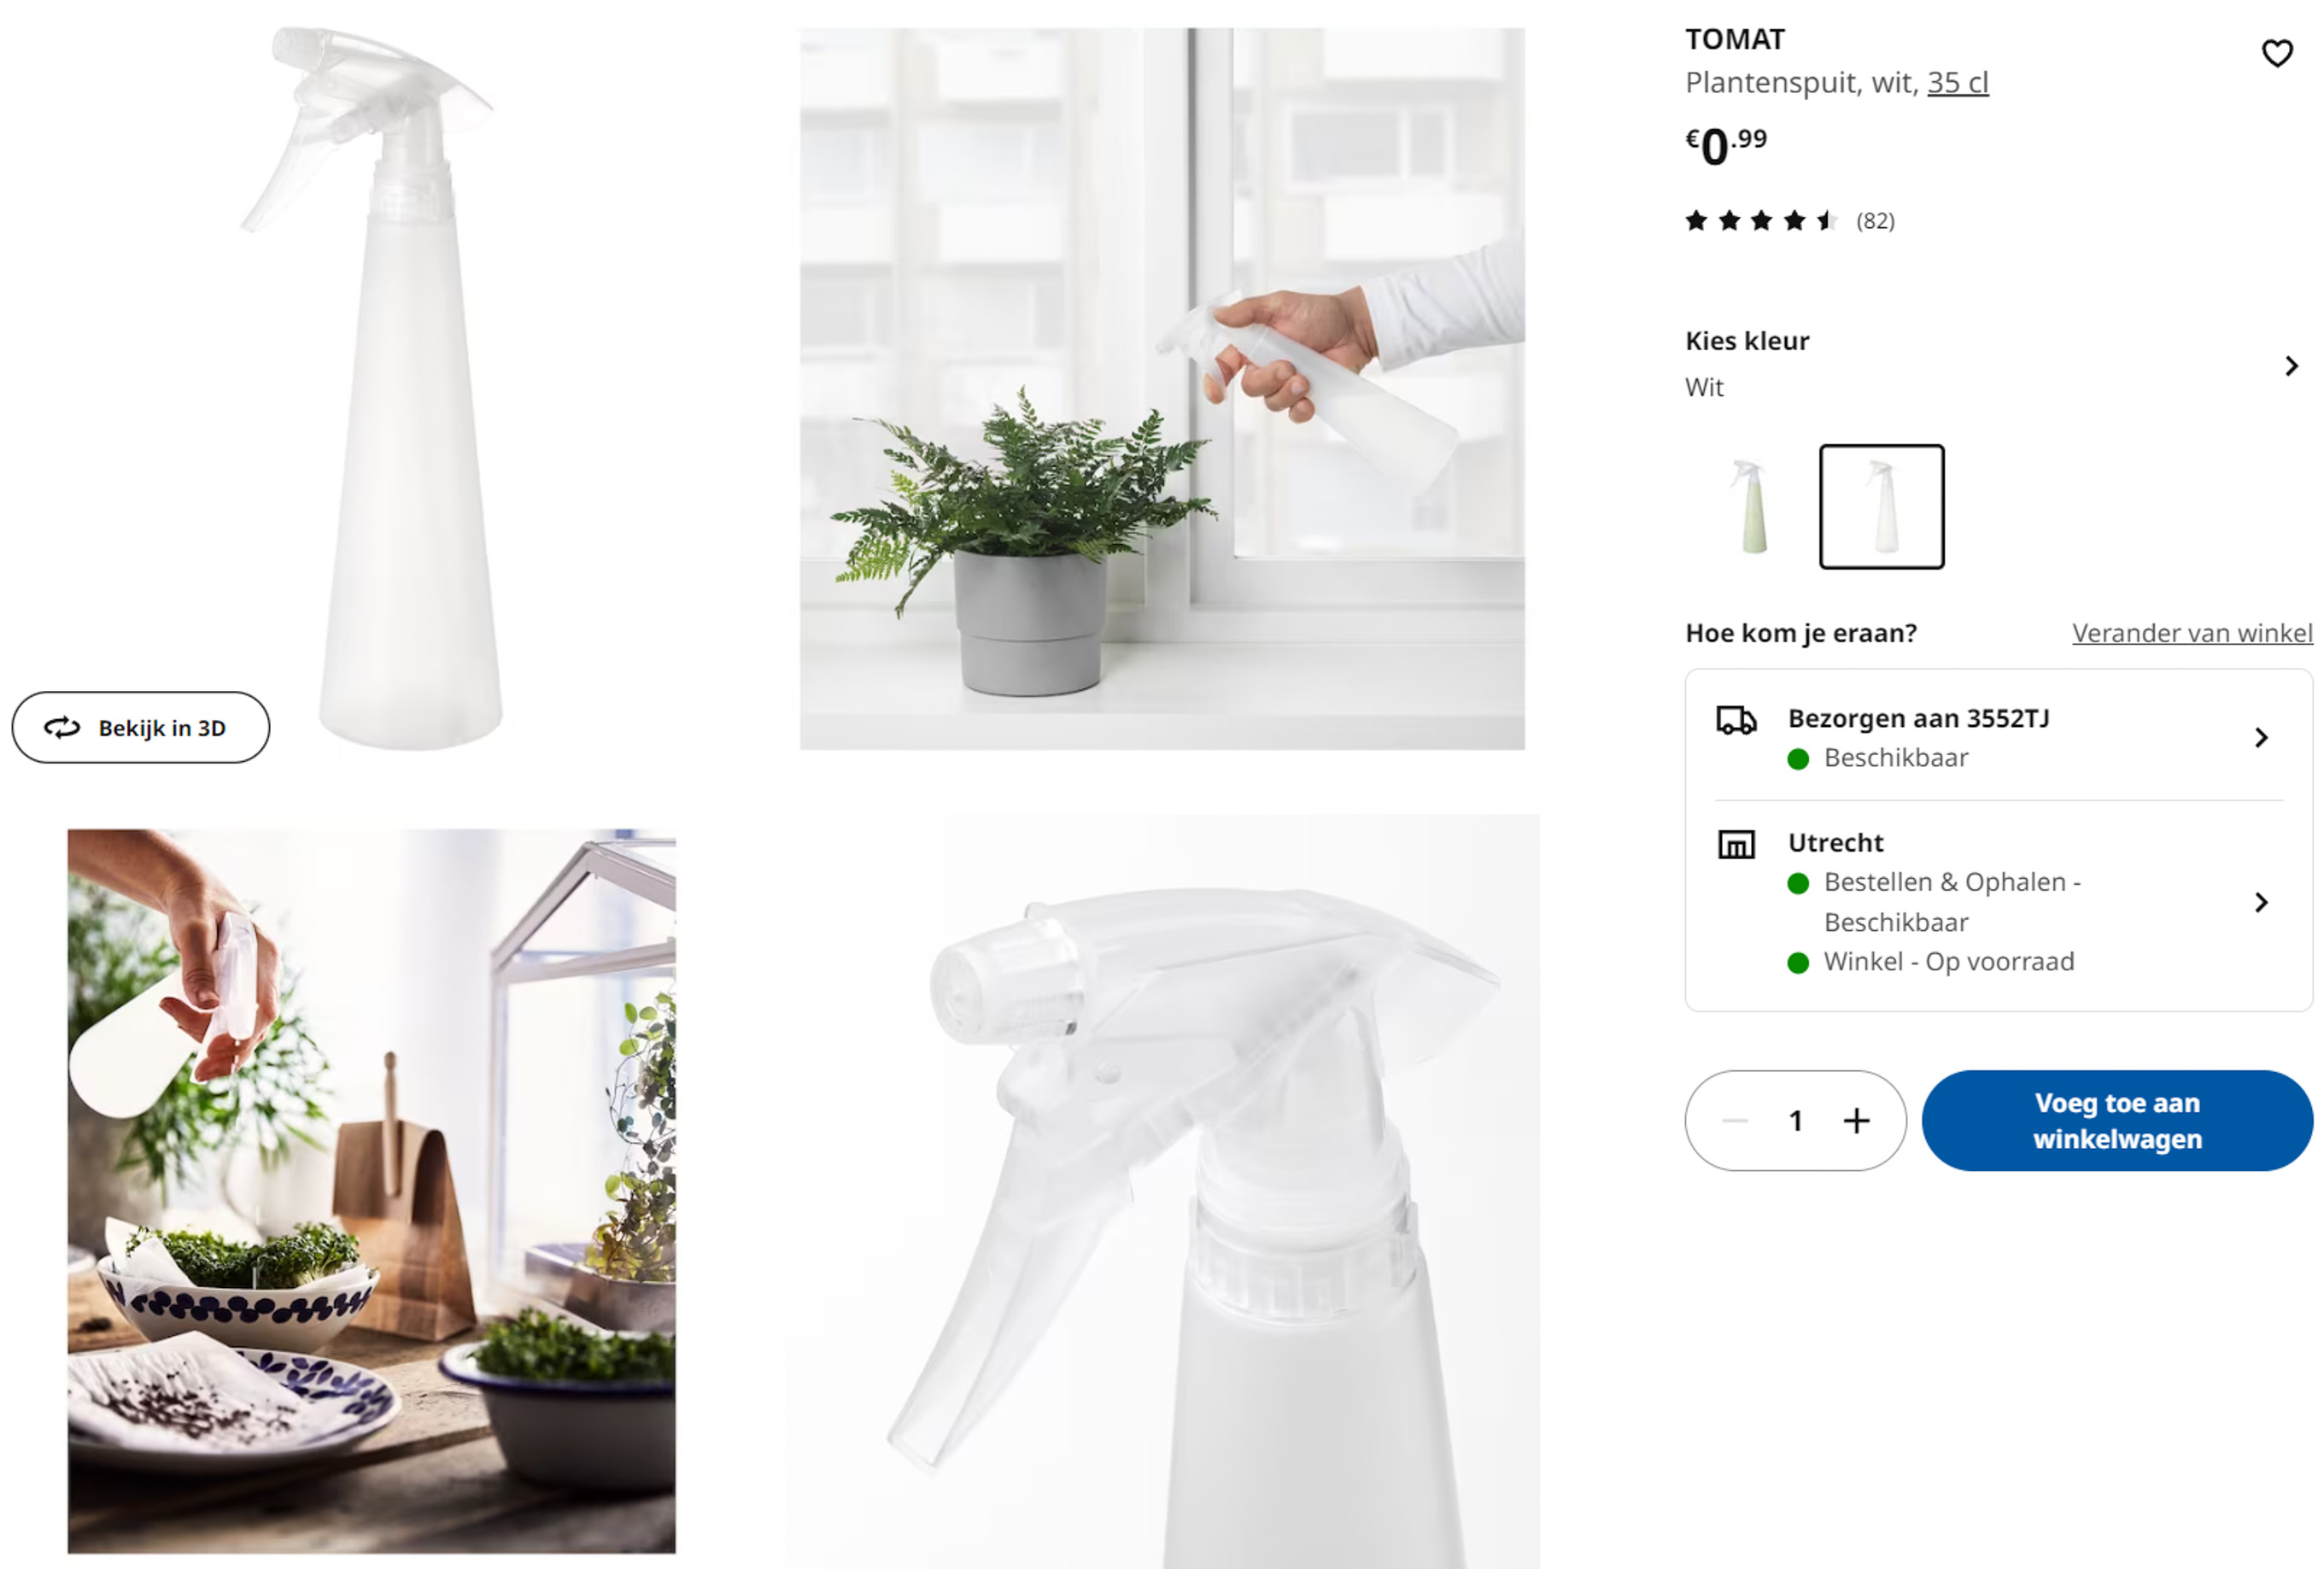 TOMAT
Plantenspuit, wit, 35 cl
€0.99
(82)
Kies kleur
Wit
Hoe kom je eraan?
Verander van winkel
Bezorgen aan 3552TJ
Beschikbaar
Utrecht
Bestellen & Ophalen -
Beschikbaar
Winkel - Op voorraad
1
Voeg toe aan
winkelwagen
Bekijk in 3D